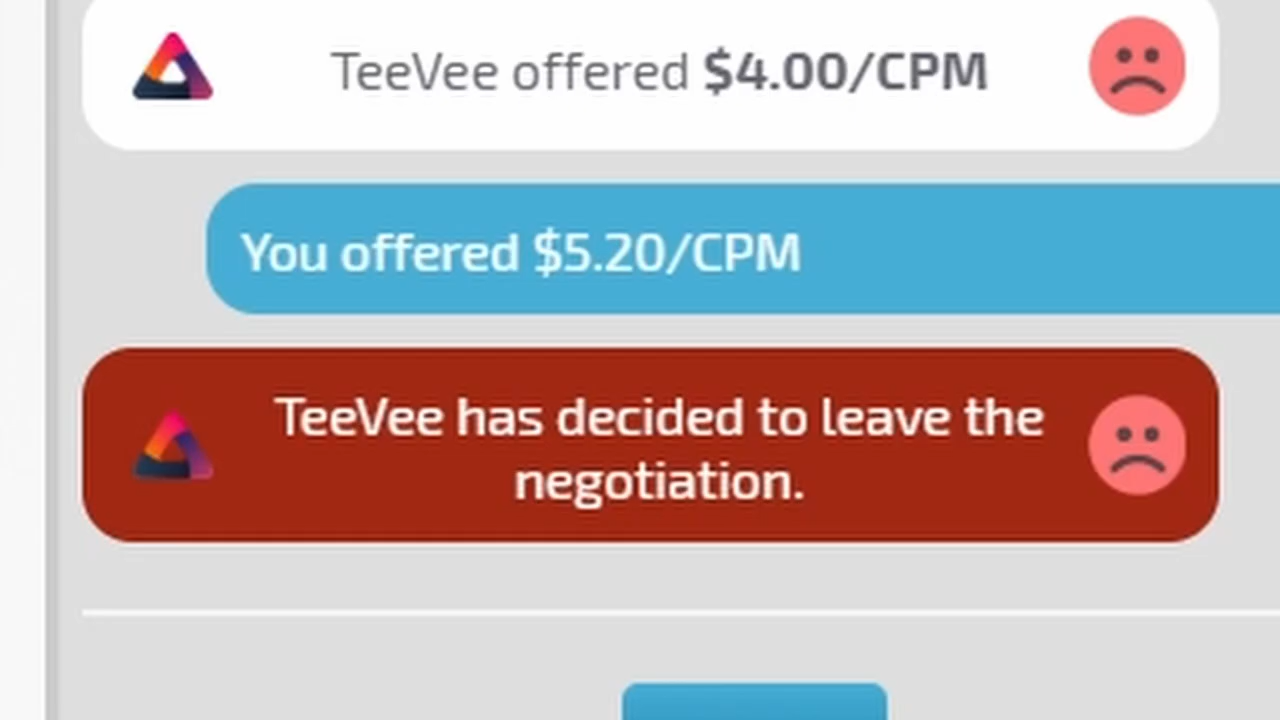 TeeVee offered $4.00/CPM
You offered $5.20/CPM
TeeVee has decided to leave the
negotiation.